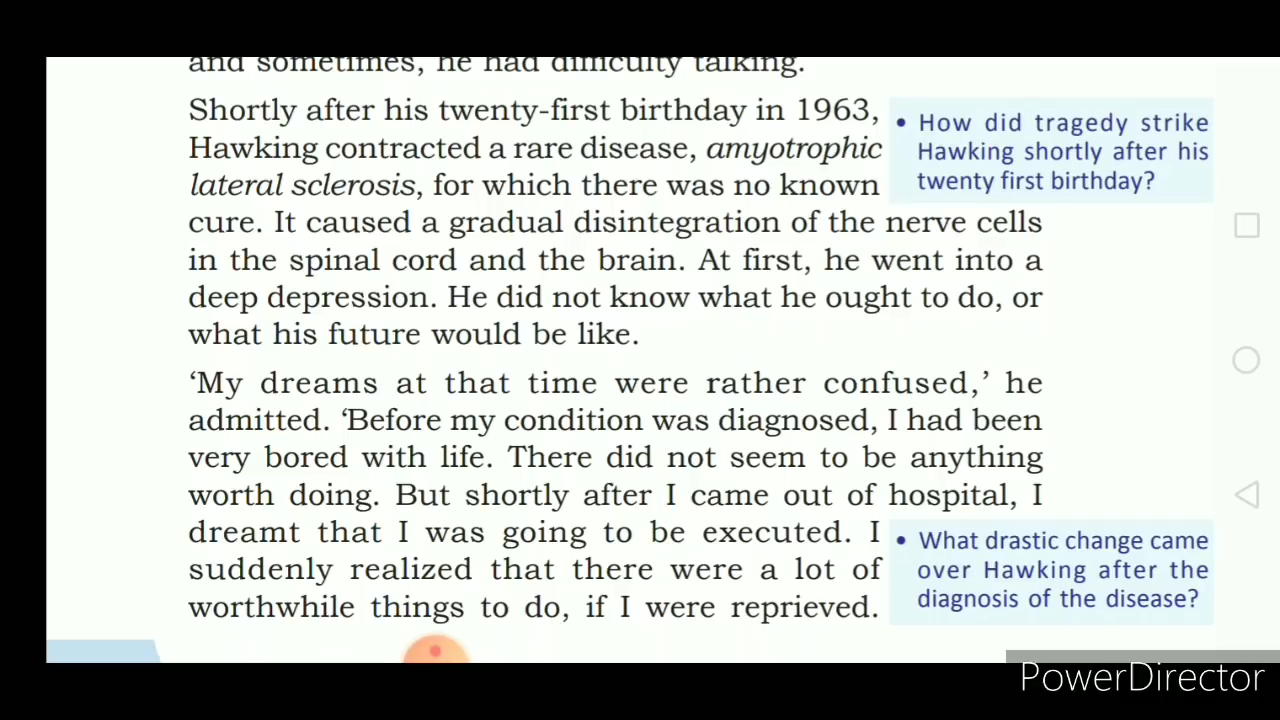 and sometimes, he had difficulty talking.
Shortly after his twenty-first birthday in 1963,
Hawking contracted a rare disease, amyotrophic
lateral sclerosis, for which there was no known
cure. It caused a gradual disintegration of the nerve cells
in the spinal cord and the brain. At first, he went into a
deep depression. He did not know what he ought to do, or
what his future would be like.
• How did tragedy strike
Hawking shortly after his
twenty first birthday?
‘My dreams at that time were rather confused,’ he
admitted. ‘Before my condition was diagnosed, I had been
very bored with life. There did not seem to be anything
worth doing. But shortly after I came out of hospital, I
dreamt that I was going to be executed. I
suddenly realized that there were a lot of
worthwhile things to do, if I were reprieved.
• What drastic change came
over Hawking after the
diagnosis of the disease?
PowerDirector